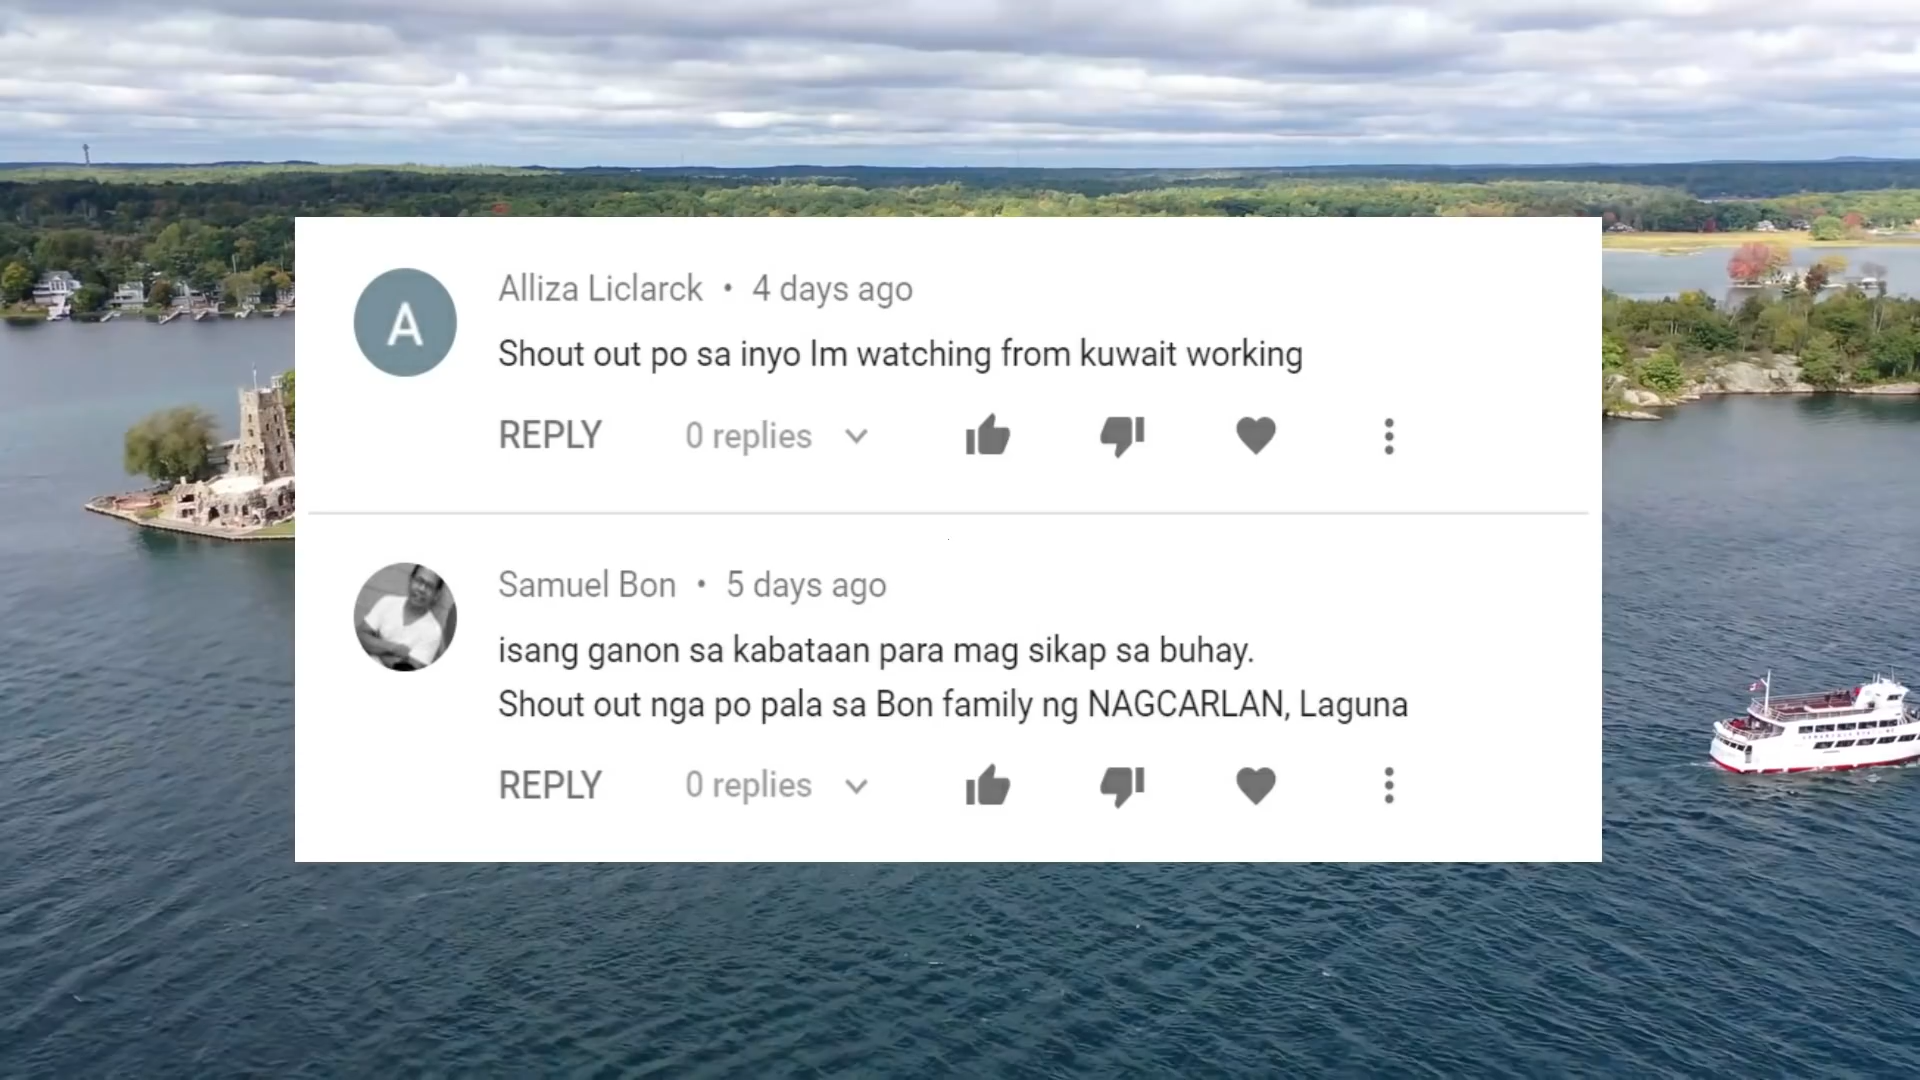 A
Alliza Liclarck • 4 days ago
Shout out po sa inyo Im watching from kuwait working
REPLY 0 replies
Samuel Bon • 5 days ago
isang ganon sa kabataan para mag sikap sa buhay.
Shout out nga po pala sa Bon family ng NAGCARLAN, Laguna
REPLY 0 replies